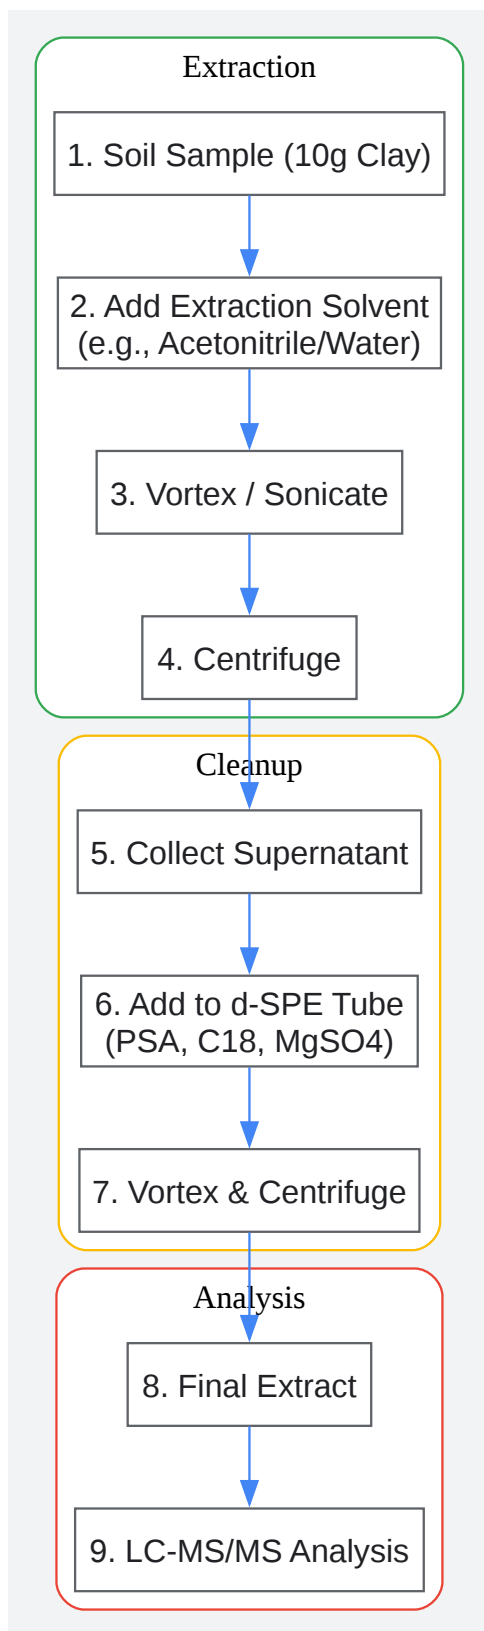 Extraction
1. Soil Sample (10g Clay)
2. Add Extraction Solvent
(e.g., Acetonitrile/Water)
3. Vortex / Sonicate
4. Centrifuge
Cleanup
5. Collect Supernatant
6. Add to d-SPE Tube
(PSA, C18, MgSO4)
7. Vortex & Centrifuge
Analysis
8. Final Extract
9. LC-MS/MS Analysis